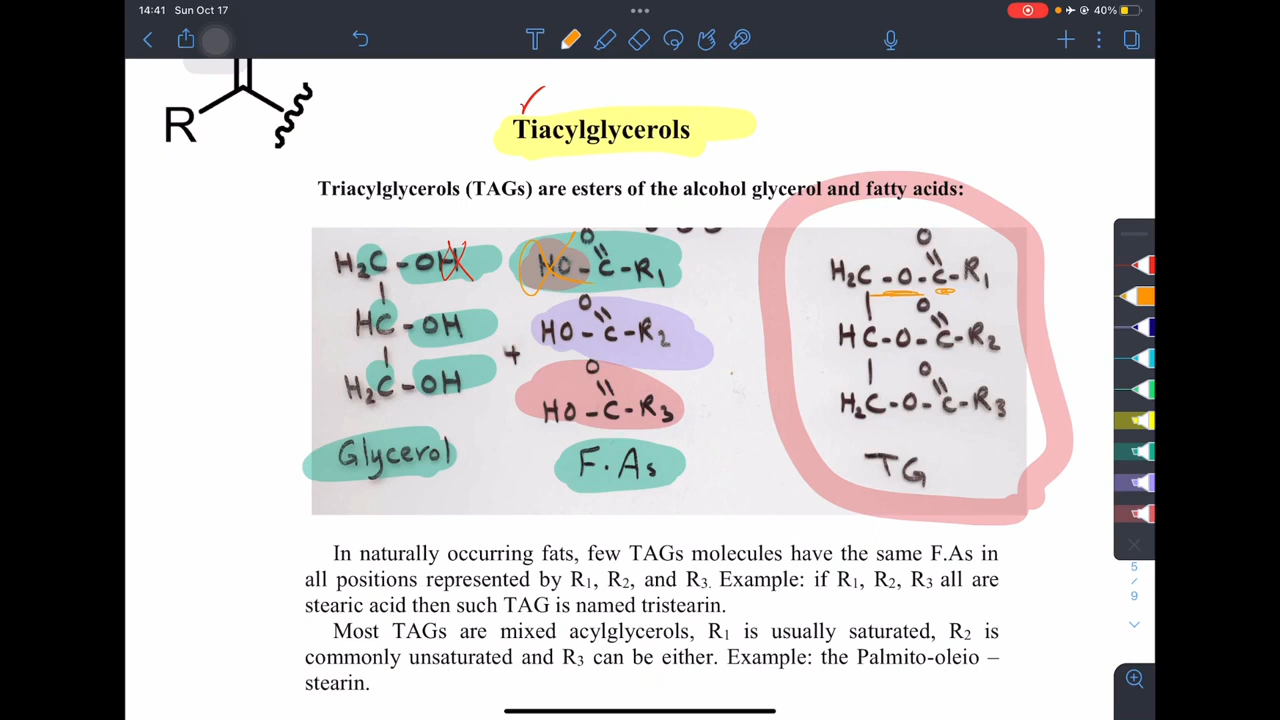 14:41 Sun Oct 17
40%
T
R
Tiacylglycerols
Triacylglycerols (TAGs) are esters of the alcohol glycerol and fatty acids:
H₂C - OH HO - C - R₁ H₂C - O - C - R₁
O O
HC - OH HO - C - R₂ HC - O - C - R₂
O O
+
H₂C - OH HO - C - R₃ H₂C - O - C - R₃
O O
Glycerol F.As TG
In naturally occurring fats, few TAGs molecules have the same F.As in
all positions represented by R₁, R₂, and R₃. Example: if R₁, R₂, R₃ all are
stearic acid then such TAG is named tristearin.
Most TAGs are mixed acylglycerols, R₁ is usually saturated, R₂ is
commonly unsaturated and R₃ can be either. Example: the Palmito-oleio –
stearin.
5
/
9